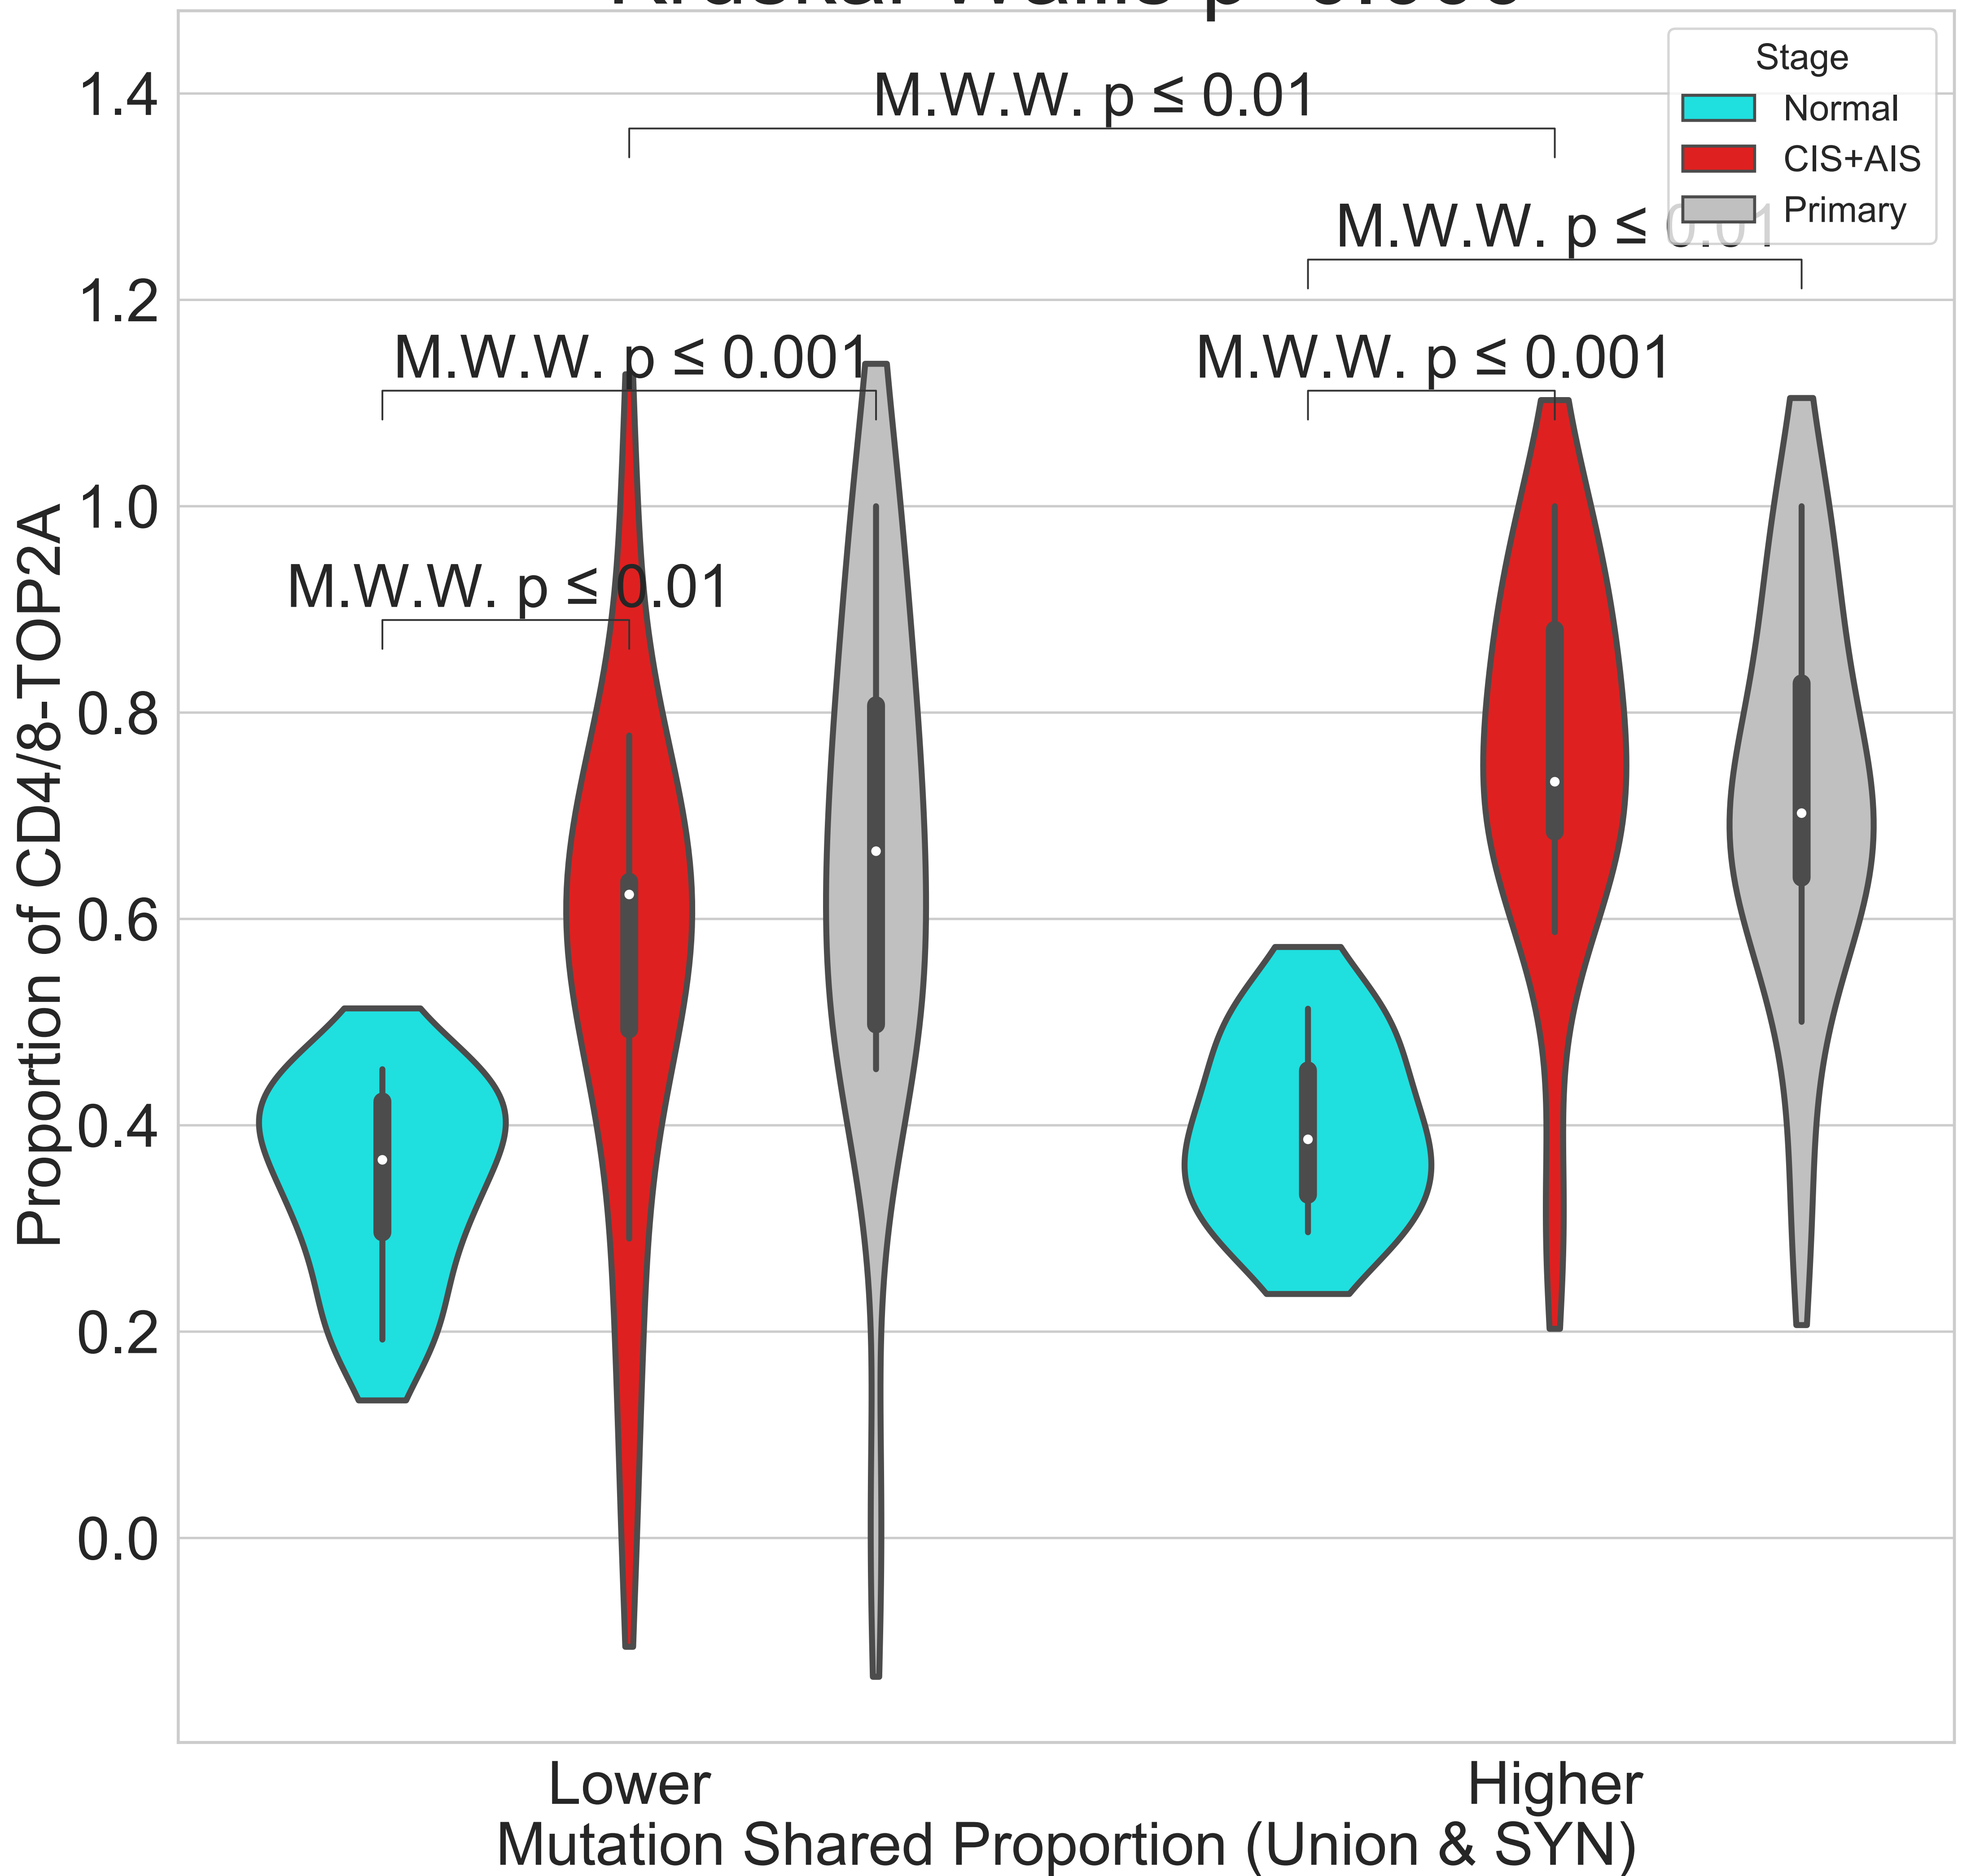 Stage
Normal
CIS+AIS
Primary
M.W.W. p ≤ 0.01
M.W.W. p ≤ 0.01
M.W.W. p ≤ 0.001
M.W.W. p ≤ 0.001
M.W.W. p ≤ 0.01
1.4
1.2
1.0
0.8
0.6
0.4
0.2
0.0
Proportion of CD4/8-TOP2A
Lower
Higher
Mutation Shared Proportion (Union & SYN)